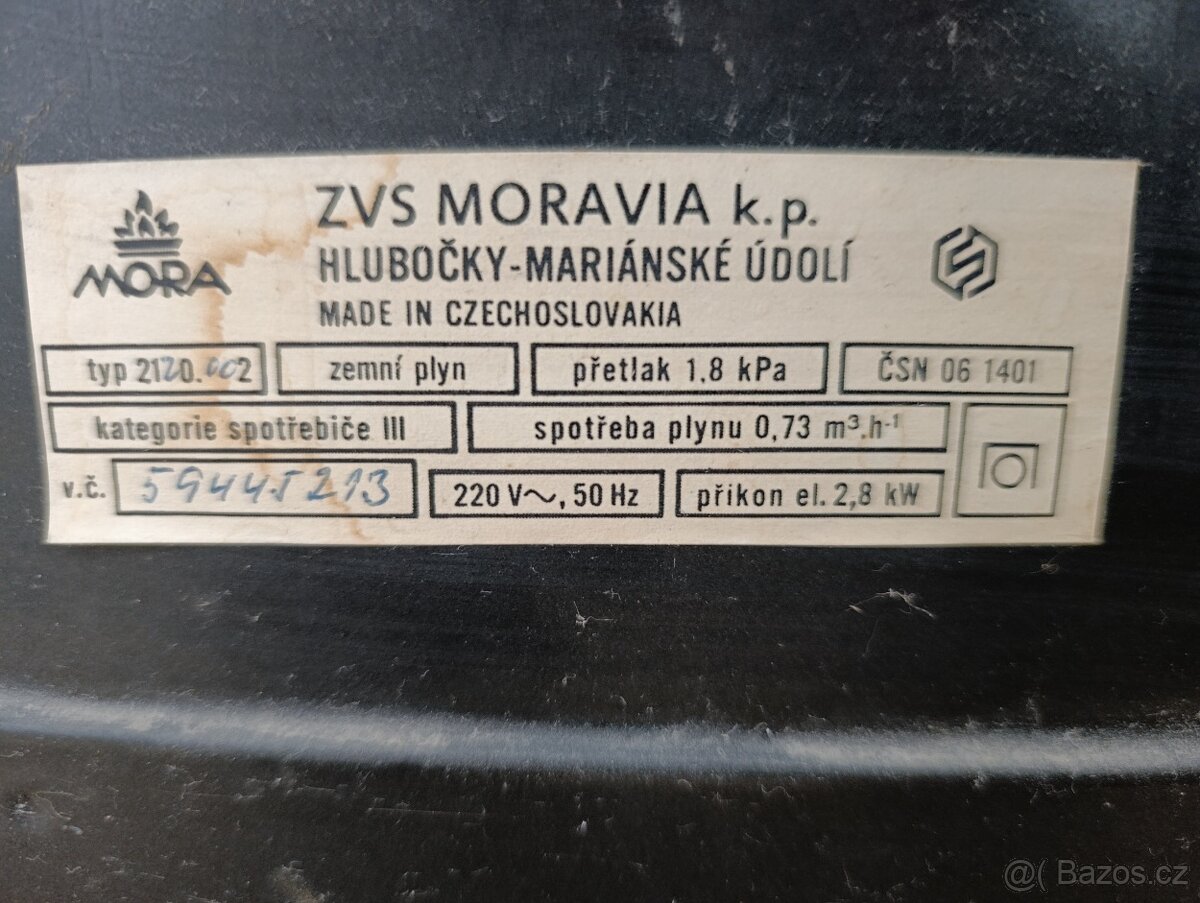 MORA
ZVS MORAVIA k.p.
HLUBOČKY-MARIÁNSKÉ ÚDOLÍ
MADE IN CZECHOSLOVAKIA
typ 2120.002 zemní plyn přetlak 1,8 kPa ČSN 06 1401
kategorie spotřebiče III spotřeba plynu 0,73 m³.h-¹
v.č. 59445213 220 V~, 50 Hz příkon el. 2,8 kW
@( Bazos.cz